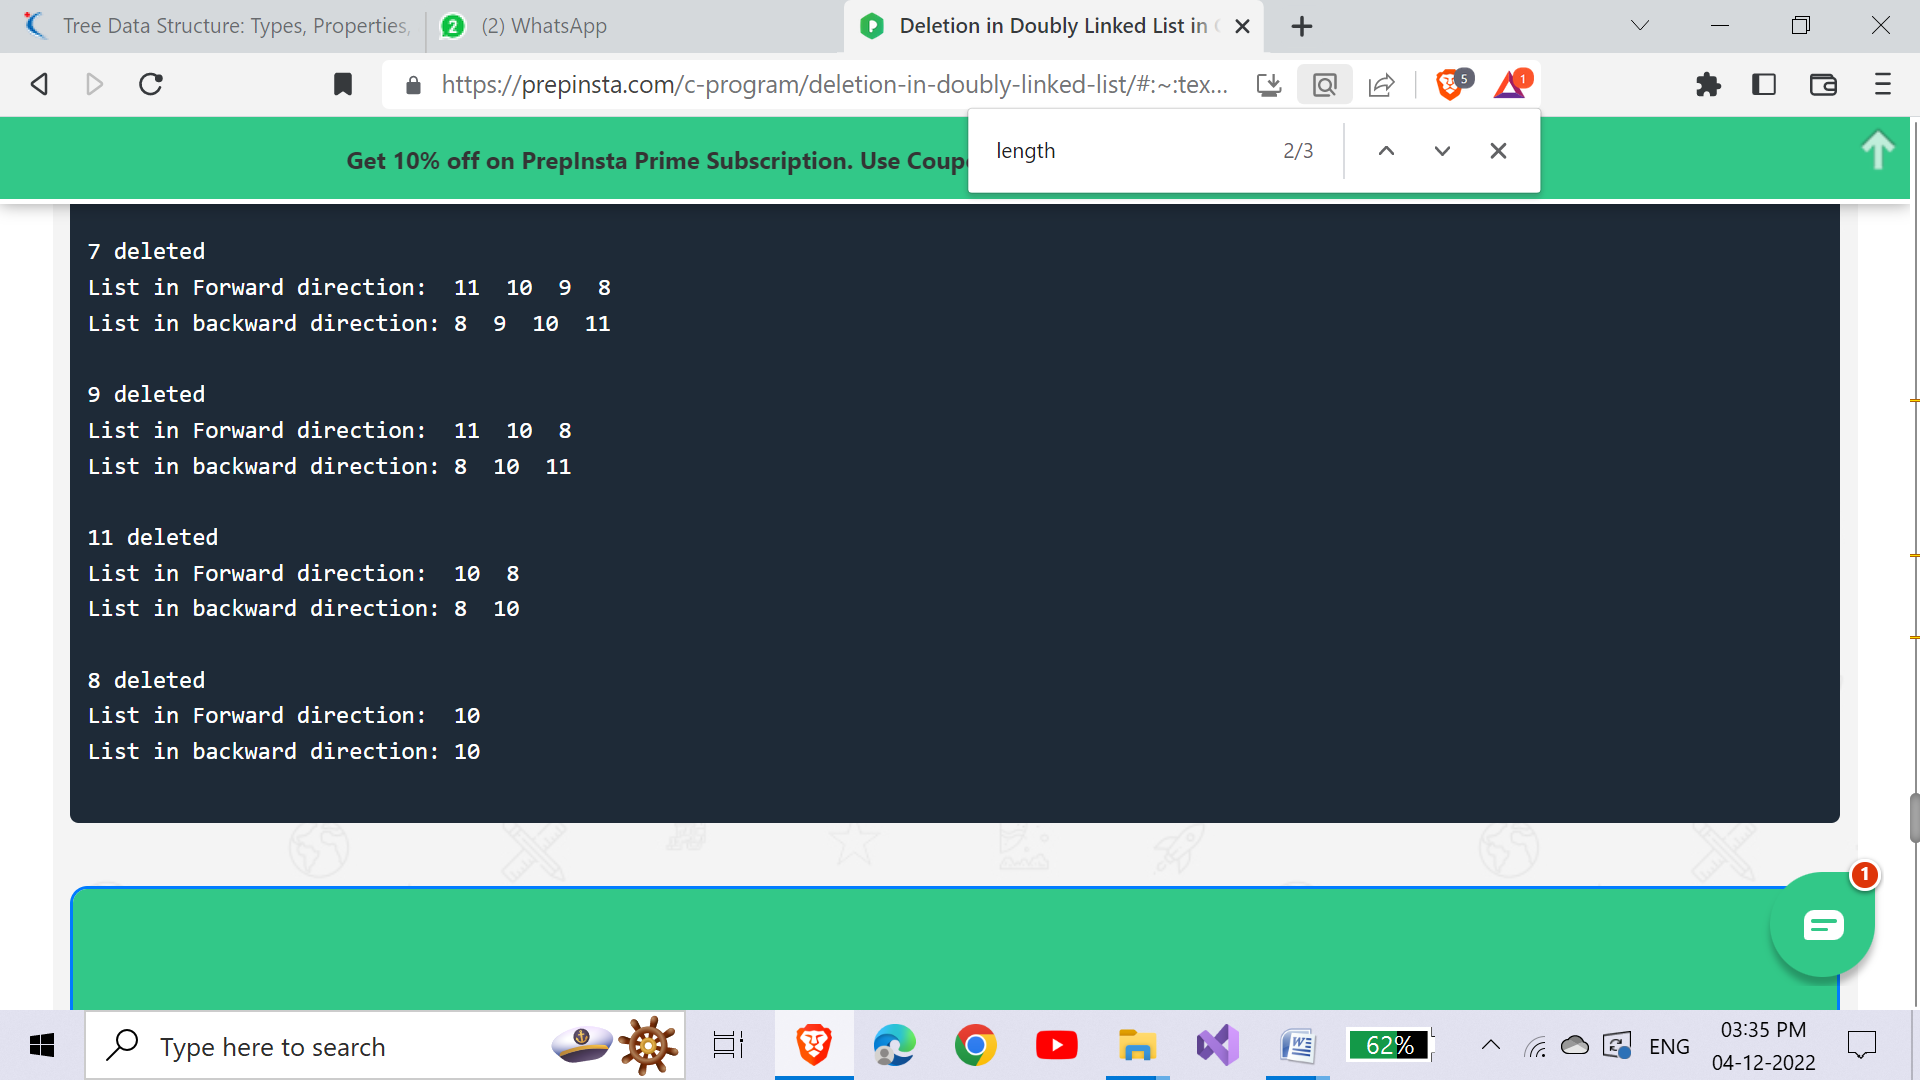 Tree Data Structure: Types, Properties,
2
(2) WhatsApp
Deletion in Doubly Linked List in
https://prepinsta.com/c-program/deletion-in-doubly-linked-list/#:~:tex...
5
1
length
2/3
Get 10% off on PrepInsta Prime Subscription. Use Coup
7 deleted
List in Forward direction:  11  10  9  8
List in backward direction: 8  9  10  11
9 deleted
List in Forward direction:  11  10  8
List in backward direction: 8  10  11
11 deleted
List in Forward direction:  10  8
List in backward direction: 8  10
8 deleted
List in Forward direction:  10
List in backward direction: 10
1
Type here to search
62%
ENG
03:35 PM
04-12-2022